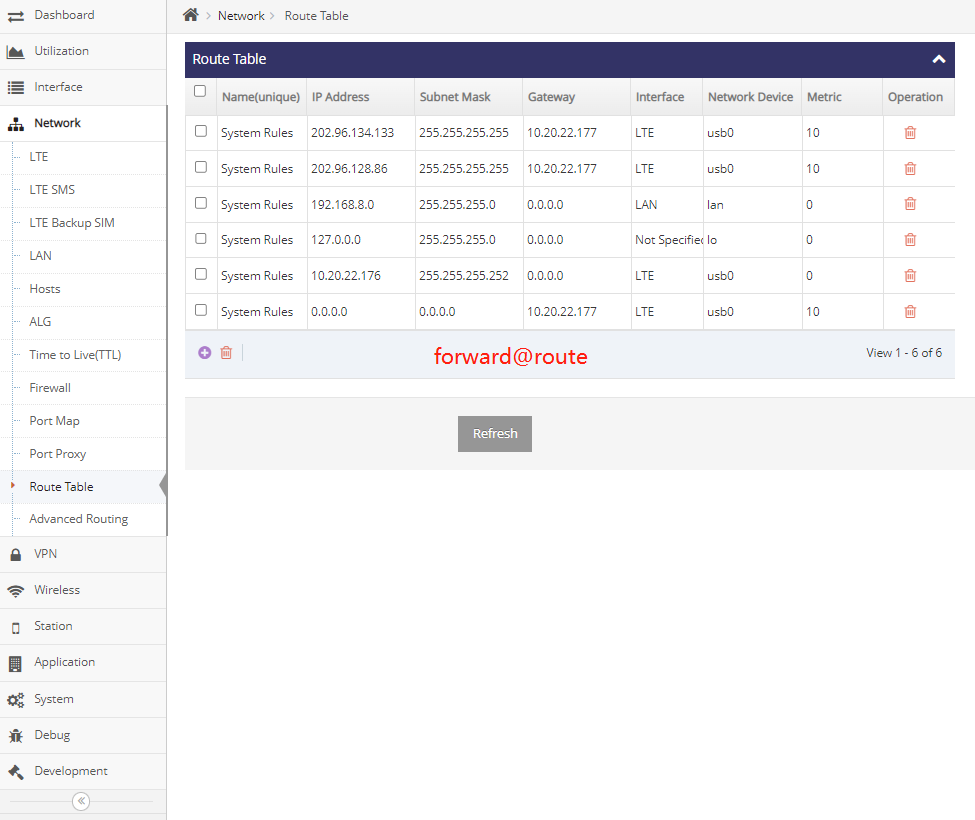 Dashboard
Utilization
Interface
Network
LTE
LTE SMS
LTE Backup SIM
LAN
Hosts
ALG
Time to Live(TTL)
Firewall
Port Map
Port Proxy
Route Table
Advanced Routing
VPN
Wireless
Station
Application
System
Debug
Development
Network Route Table
Route Table
Name(unique) IP Address Subnet Mask Gateway Interface Network Device Metric Operation
System Rules 202.96.134.133 255.255.255.255 10.20.22.177 LTE usb0 10
System Rules 202.96.128.86 255.255.255.255 10.20.22.177 LTE usb0 10
System Rules 192.168.8.0 255.255.255.0 0.0.0.0 LAN lan 0
System Rules 127.0.0.0 255.255.255.0 0.0.0.0 Not Specified lo 0
System Rules 10.20.22.176 255.255.255.252 0.0.0.0 LTE usb0 0
System Rules 0.0.0.0 0.0.0.0 10.20.22.177 LTE usb0 10
forward@route View 1 - 6 of 6
Refresh